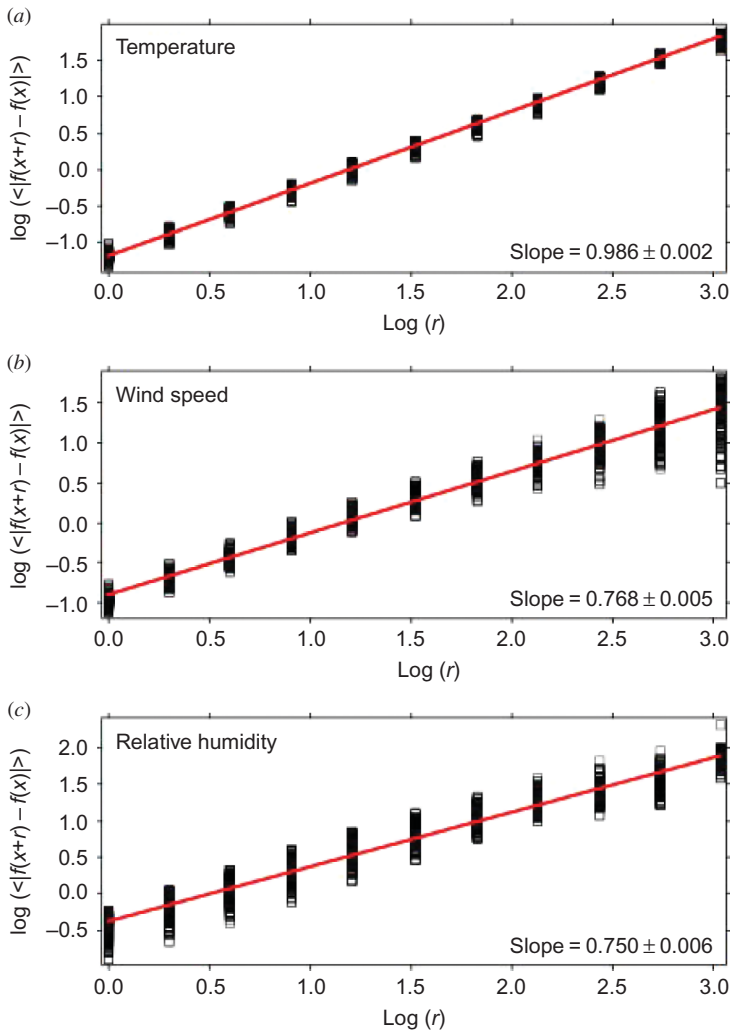 (a)
Temperature
log (<|f(x+r) – f(x)|>)
1.5
1.0
0.5
0.0
–0.5
–1.0
Slope = 0.986 ± 0.002
0.0 0.5 1.0 1.5 2.0 2.5 3.0
Log (r)
(b)
Wind speed
log (<|f(x+r) – f(x)|>)
1.5
1.0
0.5
0.0
–0.5
–1.0
Slope = 0.768 ± 0.005
0.0 0.5 1.0 1.5 2.0 2.5 3.0
Log (r)
(c)
Relative humidity
log (<|f(x+r) – f(x)|>)
2.0
1.5
1.0
0.5
0.0
–0.5
Slope = 0.750 ± 0.006
0.0 0.5 1.0 1.5 2.0 2.5 3.0
Log (r)